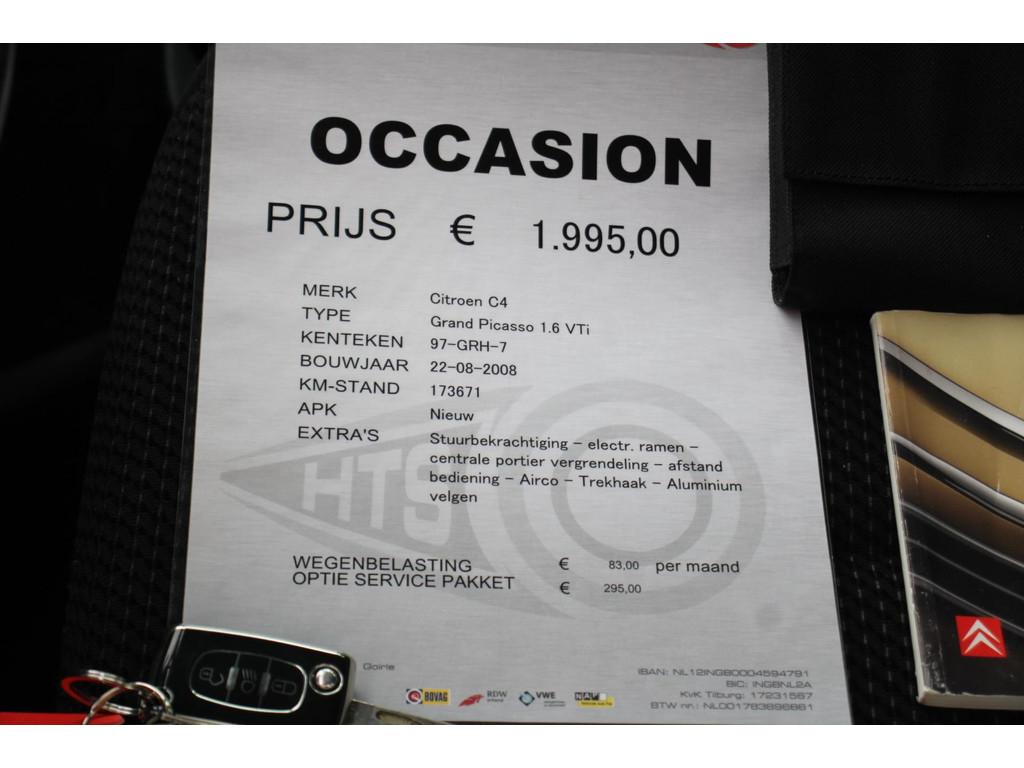 OCCASION
PRIJS € 1.995,00
MERK Citroen C4
TYPE Grand Picasso 1.6 VTi
KENTEKEN 97-GRH-7
BOUWJAAR 22-08-2008
KM-STAND 173671
APK Nieuw
EXTRA'S Stuurbekrachtiging - electr. ramen -
centrale portier vergrendeling - afstand
bediening - Airco - Trekhaak - Aluminium
velgen
HTS
WEGENBELASTING € 83,00 per maand
OPTIE SERVICE PAKKET € 295,00
Goirle
IBAN: NL12INGB0004594791
BIC: INGBNL2A
KvK Tilburg: 17231567
BTW nr.: NL001783896B61
BOVAG RDW VWE NAP